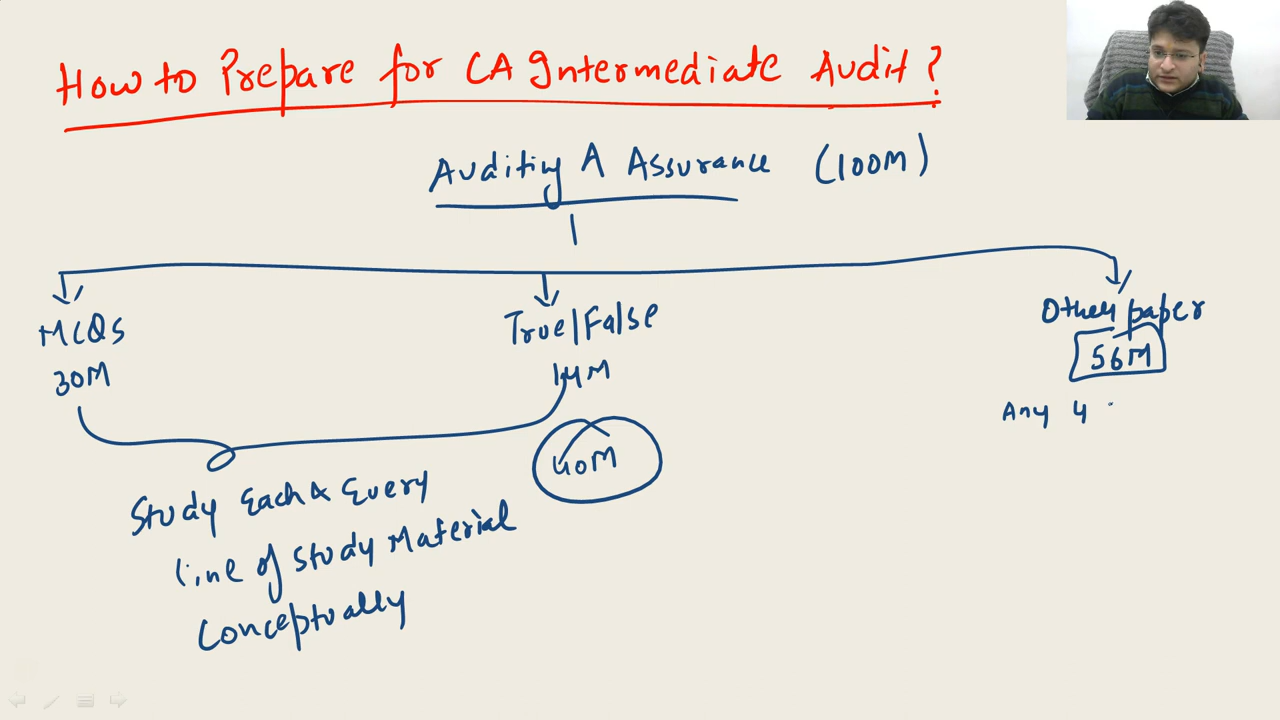 How to Prepare for CA Intermediate Audit?
Auditing A Assurance (100M)
MCQs
30M
True/False
14M
Other paper
56M
Any 4
40M
Study Each & Every
line of study Material
Conceptually